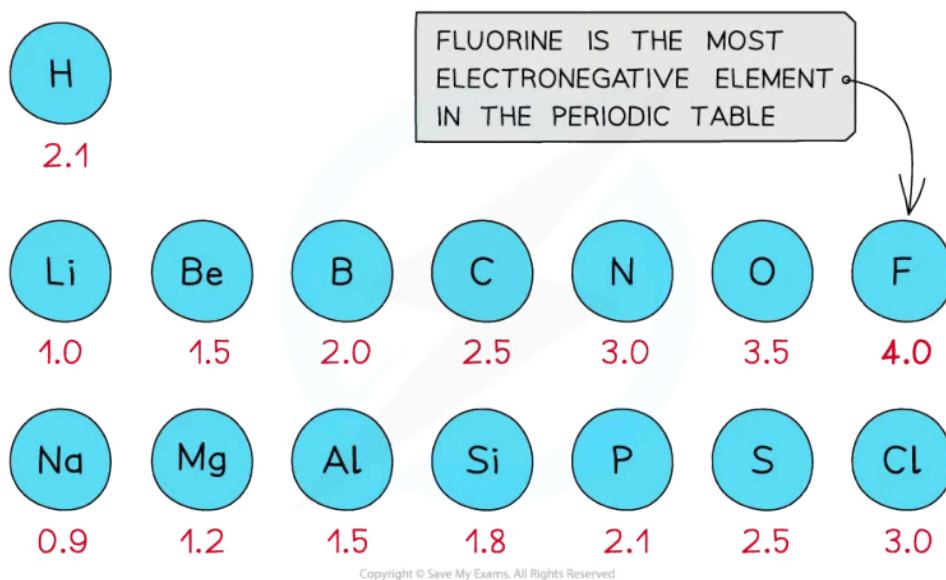 FLUORINE IS THE MOST
ELECTRONEGATIVE ELEMENT
IN THE PERIODIC TABLE
H
2.1
Li Be B C N O F
1.0 1.5 2.0 2.5 3.0 3.5 4.0
Na Mg Al Si P S Cl
0.9 1.2 1.5 1.8 2.1 2.5 3.0
Copyright © Save My Exams. All Rights Reserved